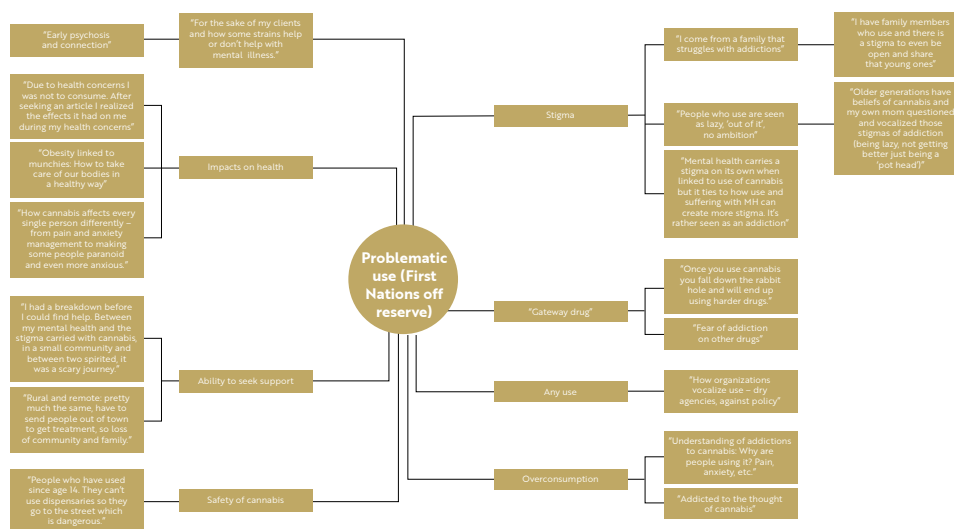 "Early psychosis
and connection"
"For the sake of my clients
and how some strains help
or don't help with
mental illness."
"Due to health concerns I
was not to consume. After
seeking an article I realized
the effects it had on me
during my health concerns"
"Obesity linked to
munchies: How to take
care of our bodies in
a healthy way"
"How cannabis affects every
single person differently –
from pain and anxiety
management to making
some people paranoid
and even more anxious."
Impacts on health
"I had a breakdown before
I could find help. Between
my mental health and the
stigma carried with cannabis,
in a small community and
between two spirited, it
was a scary journey."
"Rural and remote: pretty
much the same, have to
send people out of town
to get treatment, so loss
of community and family."
Ability to seek support
"People who have used
since age 14. They can't
use dispensaries so they
go to the street which
is dangerous."
Safety of cannabis
Problematic
use (First
Nations off
reserve)
Stigma
"I come from a family that
struggles with addictions"
"I have family members
who use and there is
a stigma to even be
open and share
that young ones"
"People who use are seen
as lazy, 'out of it',
no ambition"
"Older generations have
beliefs of cannabis and
my own mom questioned
and vocalized those
stigmas of addiction
(being lazy, not getting
better just being a
'pot head')"
"Mental health carries a
stigma on its own when
linked to use of cannabis
but it ties to how use and
suffering with MH can
create more stigma. It's
rather seen as an addiction"
"Gateway drug"
"Once you use cannabis
you fall down the rabbit
hole and will end up
using harder drugs."
"Fear of addiction
on other drugs"
Any use
"How organizations
vocalize use – dry
agencies, against policy"
Overconsumption
"Understanding of addictions
to cannabis: Why are
people using it? Pain,
anxiety, etc."
"Addicted to the thought
of cannabis"